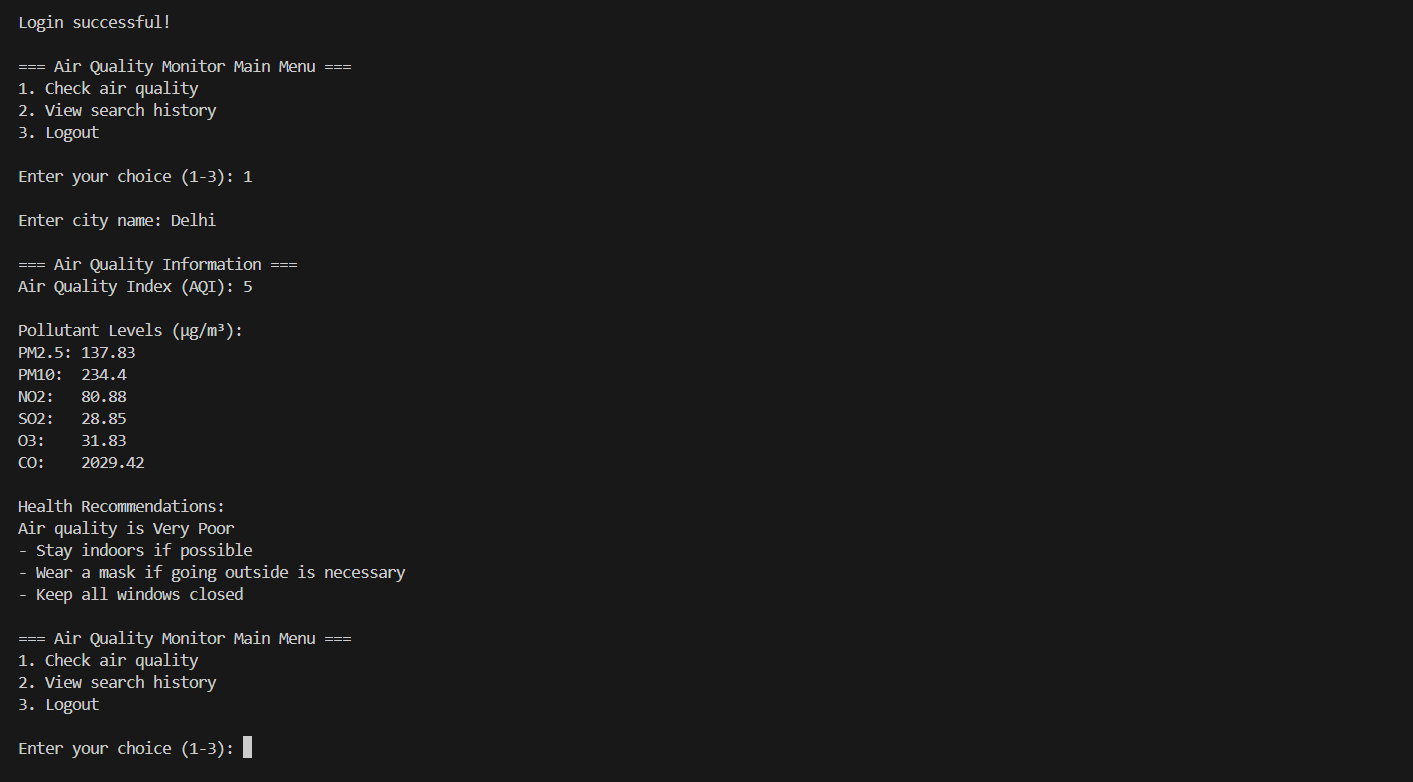 Login successful!
=== Air Quality Monitor Main Menu ===
1. Check air quality
2. View search history
3. Logout
Enter your choice (1-3): 1
Enter city name: Delhi
=== Air Quality Information ===
Air Quality Index (AQI): 5
Pollutant Levels (µg/m³):
PM2.5: 137.83
PM10:  234.4
NO2:   80.88
SO2:   28.85
O3:    31.83
CO:    2029.42
Health Recommendations:
Air quality is Very Poor
- Stay indoors if possible
- Wear a mask if going outside is necessary
- Keep all windows closed
=== Air Quality Monitor Main Menu ===
1. Check air quality
2. View search history
3. Logout
Enter your choice (1-3):